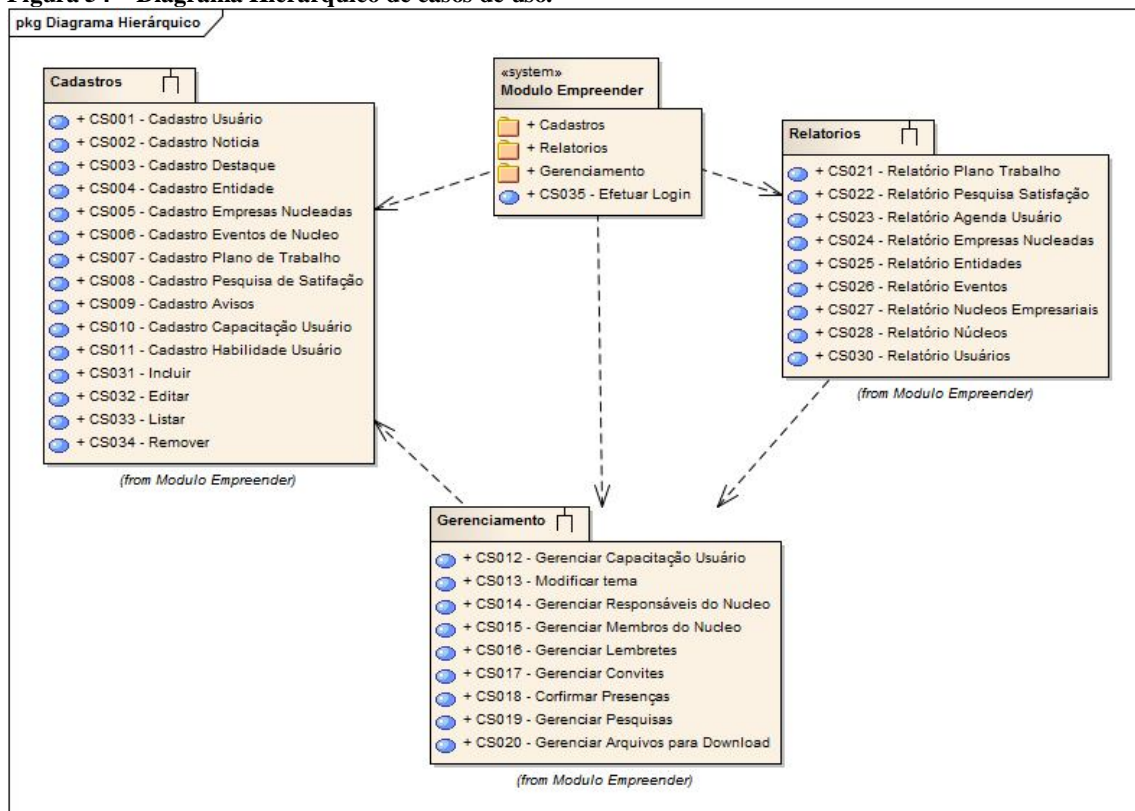 Figura 34 – Diagrama Hierárquico de casos de uso.
pkg Diagrama Hierárquico
Cadastros
+ CS001 - Cadastro Usuário
+ CS002 - Cadastro Noticia
+ CS003 - Cadastro Destaque
+ CS004 - Cadastro Entidade
+ CS005 - Cadastro Empresas Nucleadas
+ CS006 - Cadastro Eventos de Nucleo
+ CS007 - Cadastro Plano de Trabalho
+ CS008 - Cadastro Pesquisa de Satifação
+ CS009 - Cadastro Avisos
+ CS010 - Cadastro Capacitação Usuário
+ CS011 - Cadastro Habilidade Usuário
+ CS031 - Incluir
+ CS032 - Editar
+ CS033 - Listar
+ CS034 - Remover
(from Modulo Empreender)
«system»
Modulo Empreender
+ Cadastros
+ Relatorios
+ Gerenciamento
+ CS035 - Efetuar Login
Relatorios
+ CS021 - Relatório Plano Trabalho
+ CS022 - Relatório Pesquisa Satisfação
+ CS023 - Relatório Agenda Usuário
+ CS024 - Relatório Empresas Nucleadas
+ CS025 - Relatório Entidades
+ CS026 - Relatório Eventos
+ CS027 - Relatório Nucleos Empresariais
+ CS028 - Relatório Núcleos
+ CS030 - Relatório Usuários
(from Modulo Empreender)
Gerenciamento
+ CS012 - Gerenciar Capacitação Usuário
+ CS013 - Modificar tema
+ CS014 - Gerenciar Responsáveis do Nucleo
+ CS015 - Gerenciar Membros do Nucleo
+ CS016 - Gerenciar Lembretes
+ CS017 - Gerenciar Convites
+ CS018 - Corfirmar Presenças
+ CS019 - Gerenciar Pesquisas
+ CS020 - Gerenciar Arquivos para Download
(from Modulo Empreender)